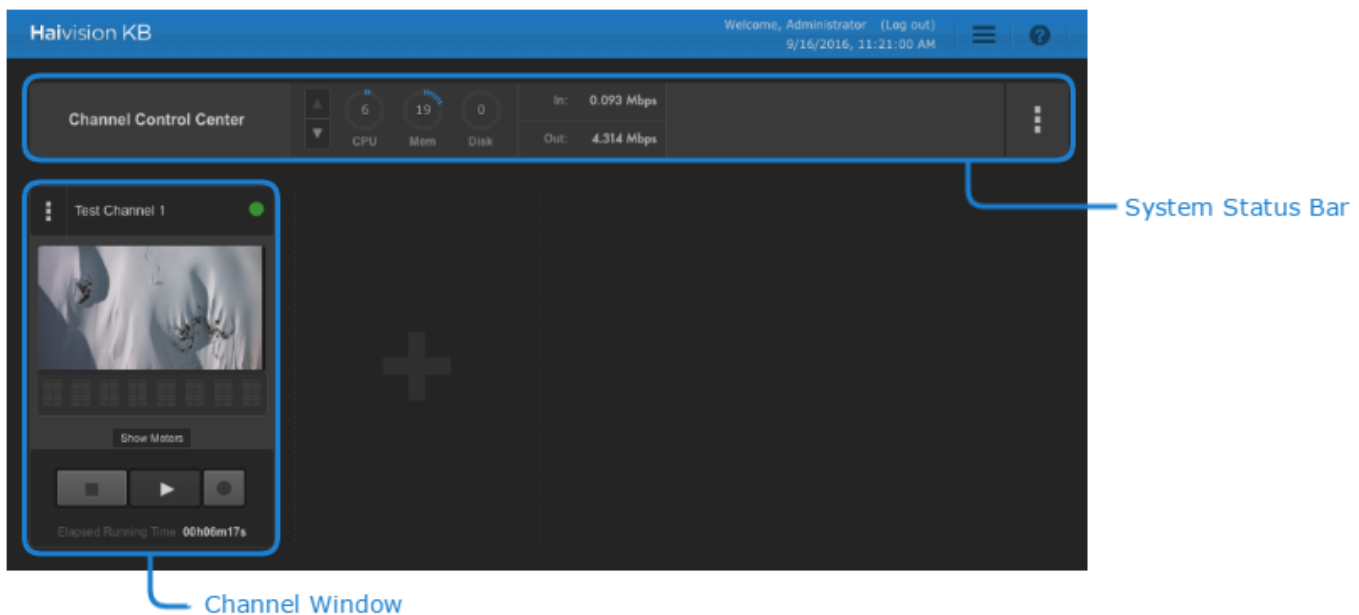 Haivision KB
Welcome, Administrator (Log out)
9/16/2016, 11:21:00 AM
?
Channel Control Center
6
19
0
CPU
Mem
Disk
In: 0.093 Mbps
Out: 4.314 Mbps
System Status Bar
Test Channel 1
Show Meters
Elapsed Running Time: 00h06m17s
Channel Window